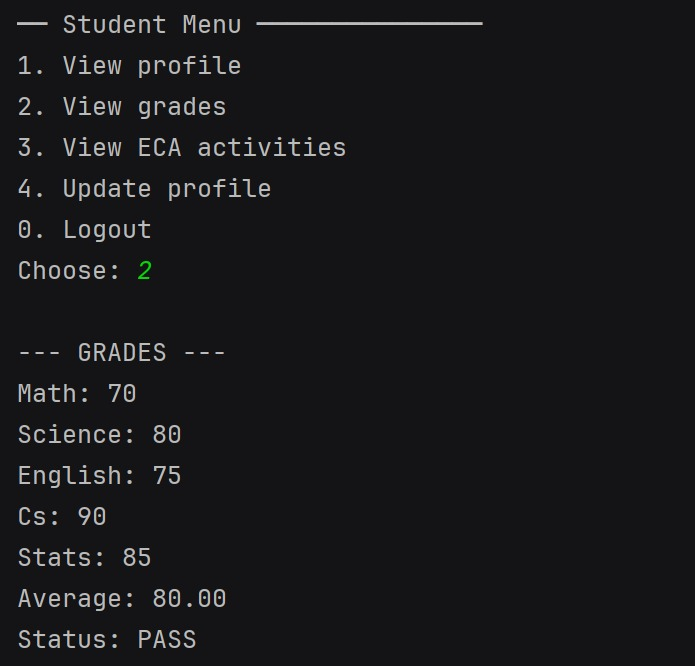 ── Student Menu ───────────────
1. View profile
2. View grades
3. View ECA activities
4. Update profile
0. Logout
Choose: 2
--- GRADES ---
Math: 70
Science: 80
English: 75
Cs: 90
Stats: 85
Average: 80.00
Status: PASS